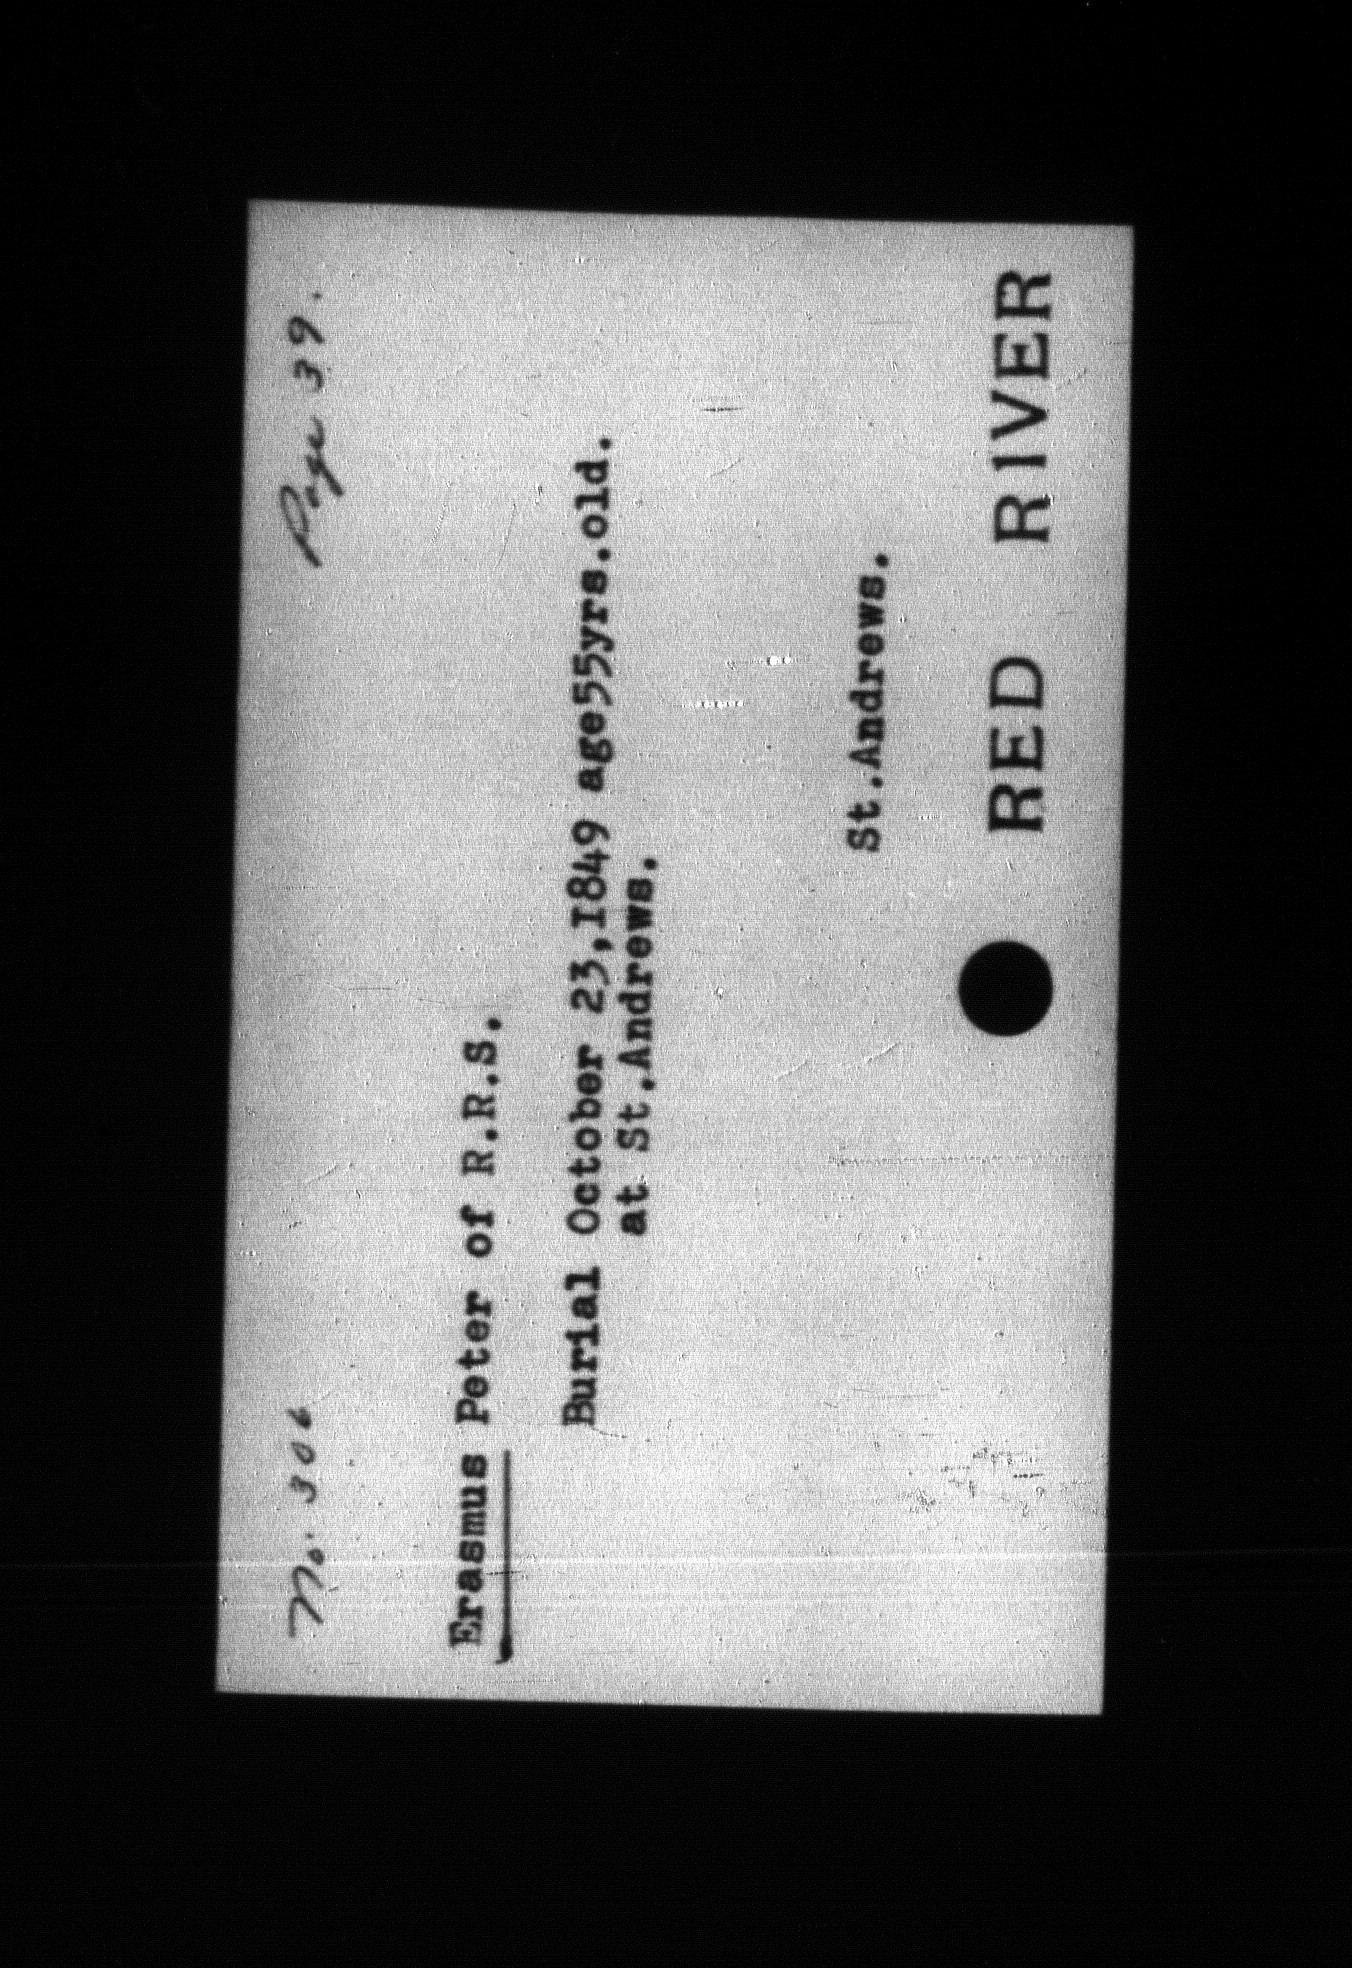 No. 306 Page 39.
Erasmus Peter of R.R.S.
Burial October 23,I849 age55yrs.old.
at St.Andrews.
St.Andrews.
RED RIVER